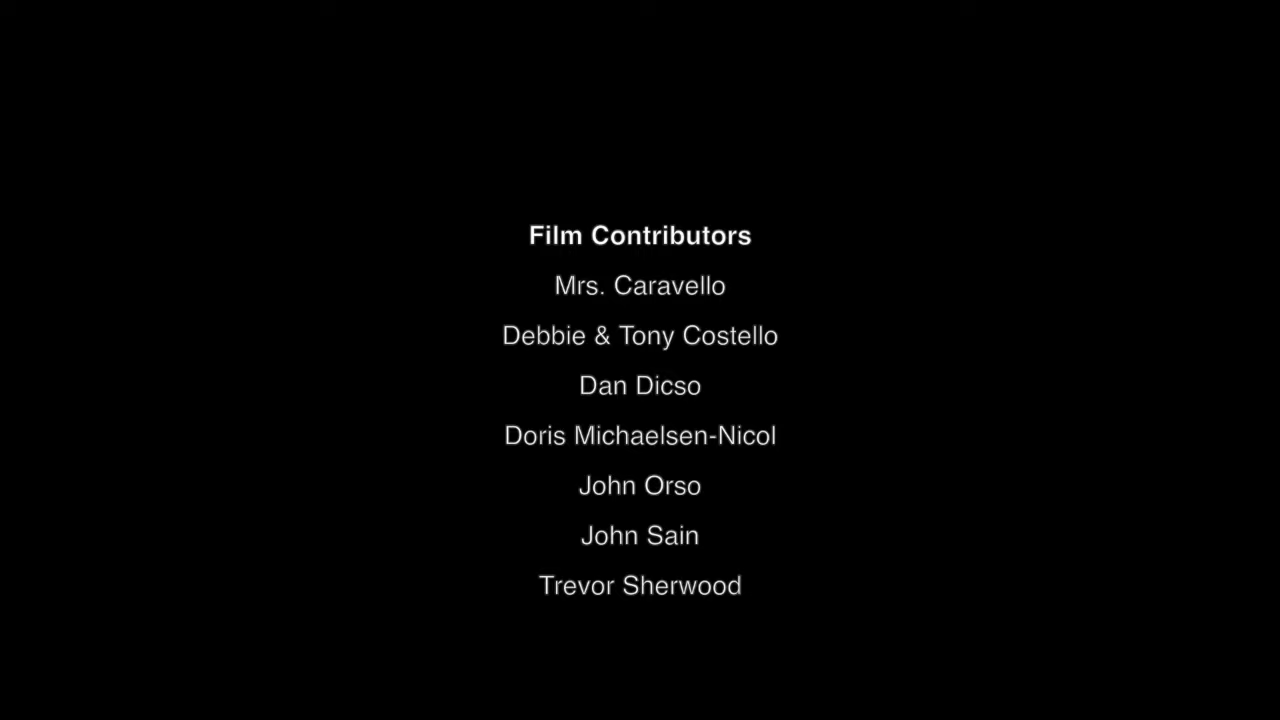 Film Contributors
Mrs. Caravello
Debbie & Tony Costello
Dan Dicso
Doris Michaelsen-Nicol
John Orso
John Sain
Trevor Sherwood